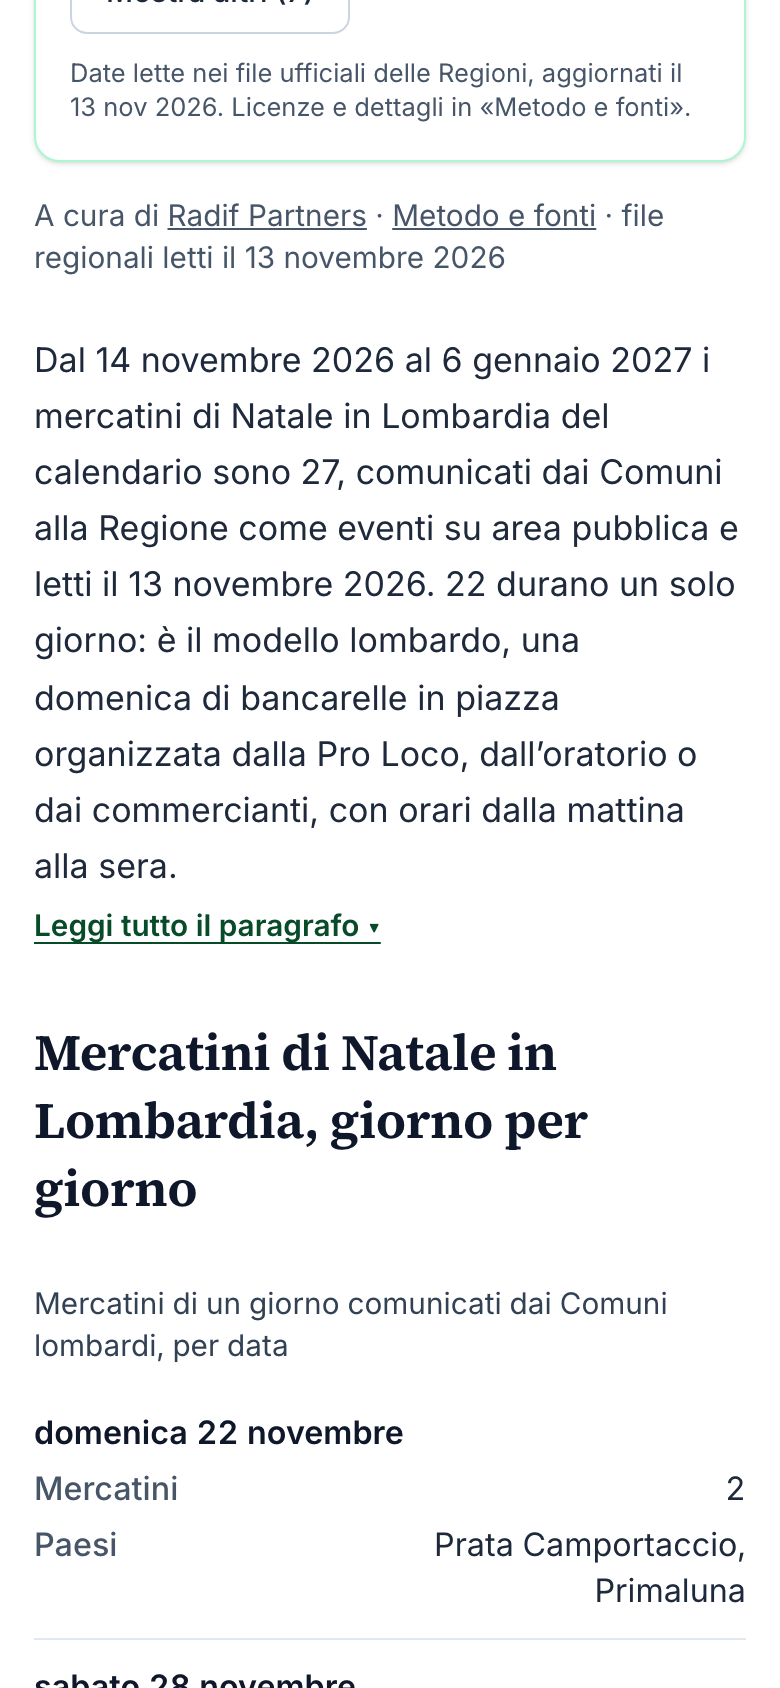 Mostra altri (7)
Date lette nei file ufficiali delle Regioni, aggiornati il
13 nov 2026. Licenze e dettagli in «Metodo e fonti».
A cura di Radif Partners · Metodo e fonti · file
regionali letti il 13 novembre 2026
Dal 14 novembre 2026 al 6 gennaio 2027 i
mercatini di Natale in Lombardia del
calendario sono 27, comunicati dai Comuni
alla Regione come eventi su area pubblica e
letti il 13 novembre 2026. 22 durano un solo
giorno: è il modello lombardo, una
domenica di bancarelle in piazza
organizzata dalla Pro Loco, dall’oratorio o
dai commercianti, con orari dalla mattina
alla sera.
Leggi tutto il paragrafo ▾
Mercatini di Natale in
Lombardia, giorno per
giorno
Mercatini di un giorno comunicati dai Comuni
lombardi, per data
domenica 22 novembre
Mercatini 2
Paesi Prata Camportaccio,
Primaluna
sabato 28 novembre